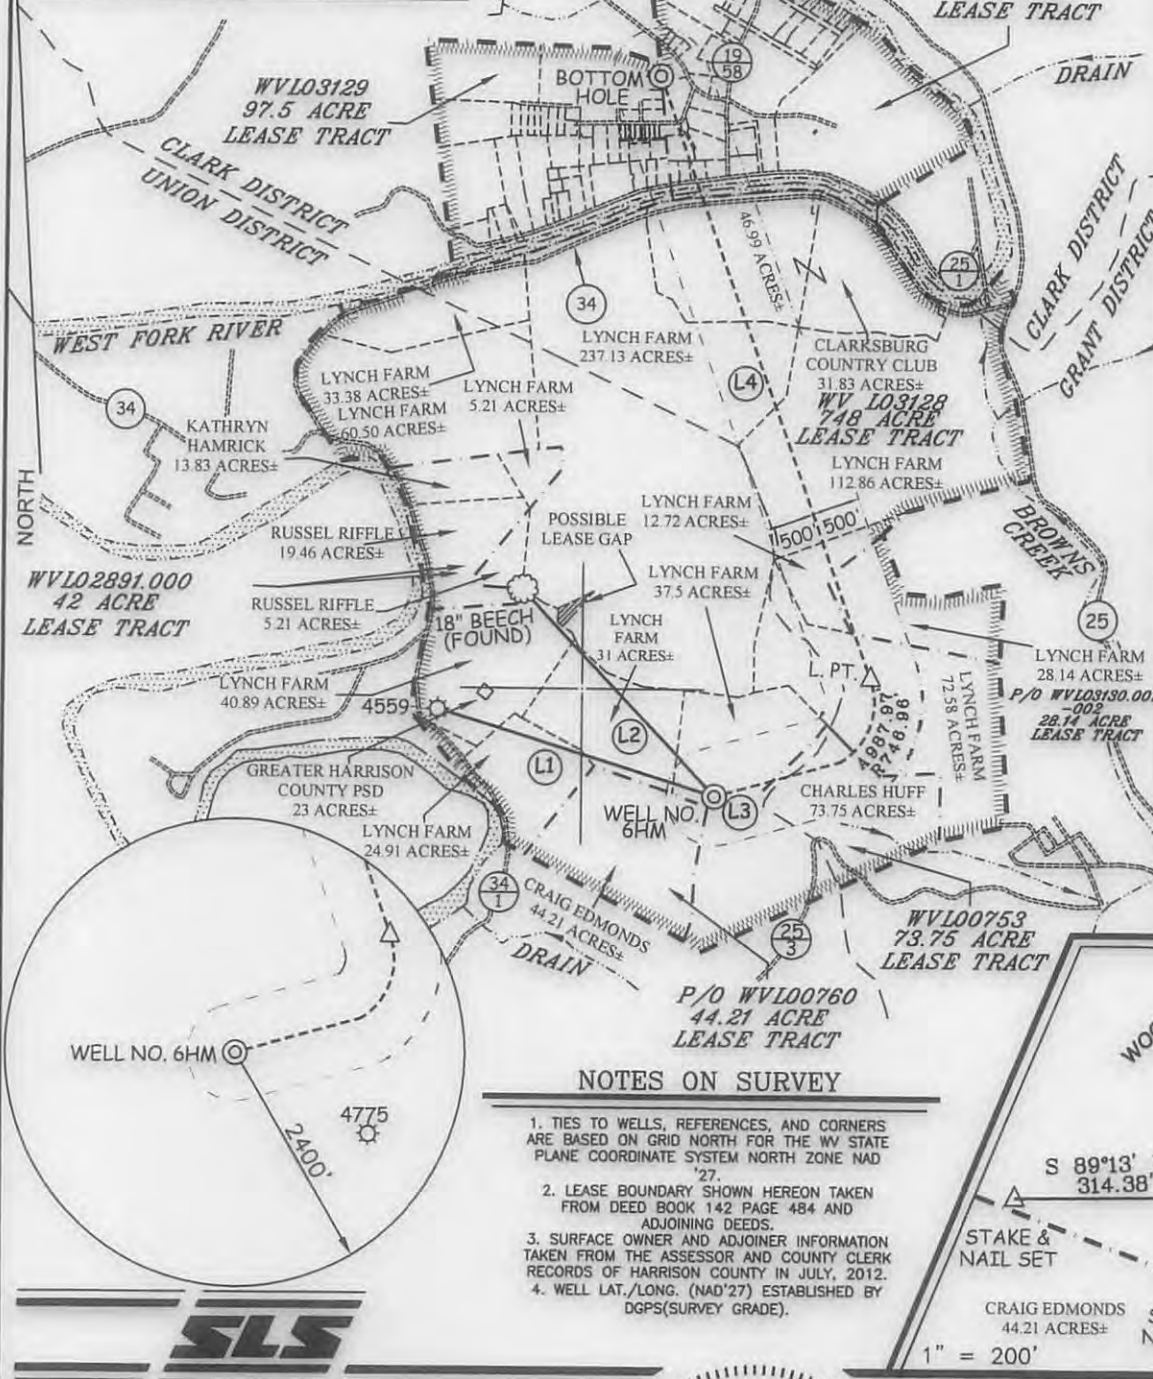 LEASE TRACT
DRAIN
19
58
BOTTOM
HOLE
WVL03129
97.5 ACRE
LEASE TRACT
CLARK DISTRICT
UNION DISTRICT
CLARK DISTRICT
GRANT DISTRICT
46.99 ACRES±
25
1
34
WEST FORK RIVER
LYNCH FARM
237.13 ACRES±
CLARKSBURG
COUNTRY CLUB
31.83 ACRES±
WV L03128
748 ACRE
LEASE TRACT
L4
LYNCH FARM
33.38 ACRES±
LYNCH FARM
60.50 ACRES±
LYNCH FARM
5.21 ACRES±
34
KATHRYN
HAMRICK
13.83 ACRES±
LYNCH FARM
112.86 ACRES±
NORTH
LYNCH FARM
12.72 ACRES±
500' 500'
BROWNS
CREEK
POSSIBLE
LEASE GAP
RUSSEL RIFFLE
19.46 ACRES±
WVL02891.000
42 ACRE
LEASE TRACT
RUSSEL RIFFLE
5.21 ACRES±
LYNCH FARM
37.5 ACRES±
18" BEECH
(FOUND)
LYNCH
FARM
31 ACRES±
25
LYNCH FARM
28.14 ACRES±
-002
28.14 ACRE
LEASE TRACT
L. PT.
LYNCH FARM
72.58 ACRES±
LYNCH FARM
40.89 ACRES±
4559
A987.97'
R748.96'
L2
L1
GREATER HARRISON
COUNTY PSD
23 ACRES±
WELL NO.
6HM
L3
CHARLES HUFF
73.75 ACRES±
LYNCH FARM
24.91 ACRES±
34
1
CRAIG EDMONDS
44.21 ACRES±
DRAIN
25
3
WVL00753
73.75 ACRE
LEASE TRACT
P/O WVL00760
44.21 ACRE
LEASE TRACT
WELL NO. 6HM
4775
2400'
NOTES ON SURVEY
1. TIES TO WELLS, REFERENCES, AND CORNERS
ARE BASED ON GRID NORTH FOR THE WV STATE
PLANE COORDINATE SYSTEM NORTH ZONE NAD
'27.
2. LEASE BOUNDARY SHOWN HEREON TAKEN
FROM DEED BOOK 142 PAGE 484 AND
ADJOINING DEEDS.
3. SURFACE OWNER AND ADJOINER INFORMATION
TAKEN FROM THE ASSESSOR AND COUNTY CLERK
RECORDS OF HARRISON COUNTY IN JULY, 2012.
4. WELL LAT./LONG. (NAD'27) ESTABLISHED BY
DGPS(SURVEY GRADE).
S 89°13'
314.38'
STAKE &
NAIL SET
CRAIG EDMONDS
44.21 ACRES±
1" = 200'
SLS